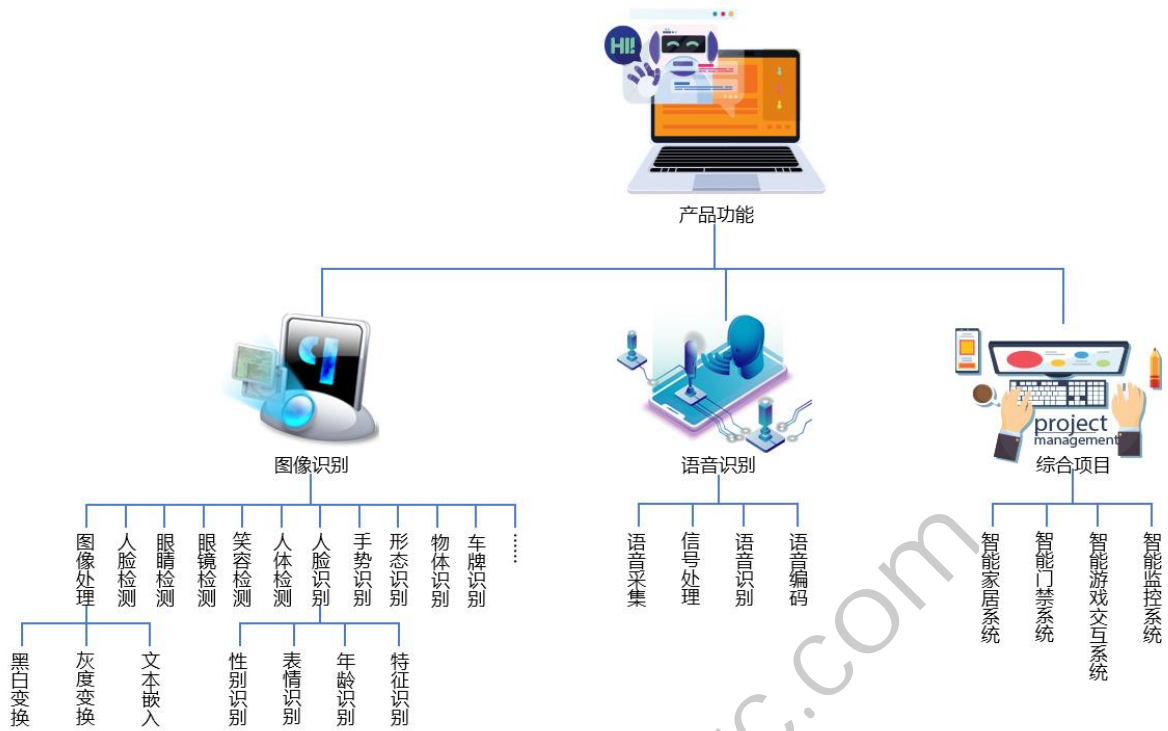 HI!
产品功能
project
management
图像识别
语音识别
综合项目
图像处理
人脸检测
眼睛检测
眼镜检测
笑容检测
人体检测
人脸识别
手势识别
形态识别
物体识别
车牌识别
……
语音采集
信号处理
语音识别
语音编码
智能家居系统
智能门禁系统
智能游戏交互系统
智能监控系统
黑白变换
灰度变换
文本嵌入
性别识别
表情识别
年龄识别
特征识别
c.com